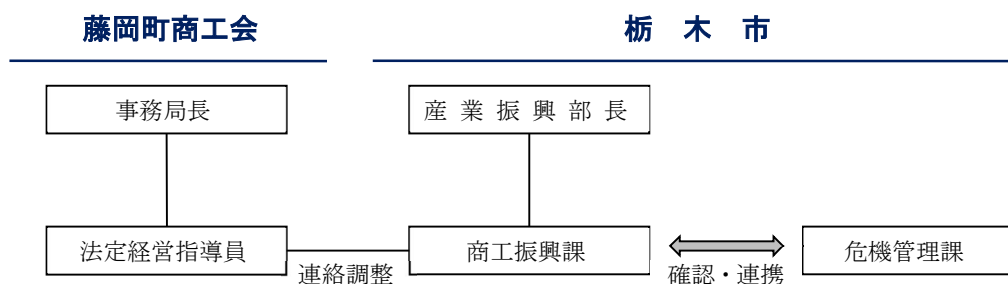 藤岡町商工会
栃木市
事務局長
産業振興部長
法定経営指導員
連絡調整
商工振興課
確認・連携
危機管理課